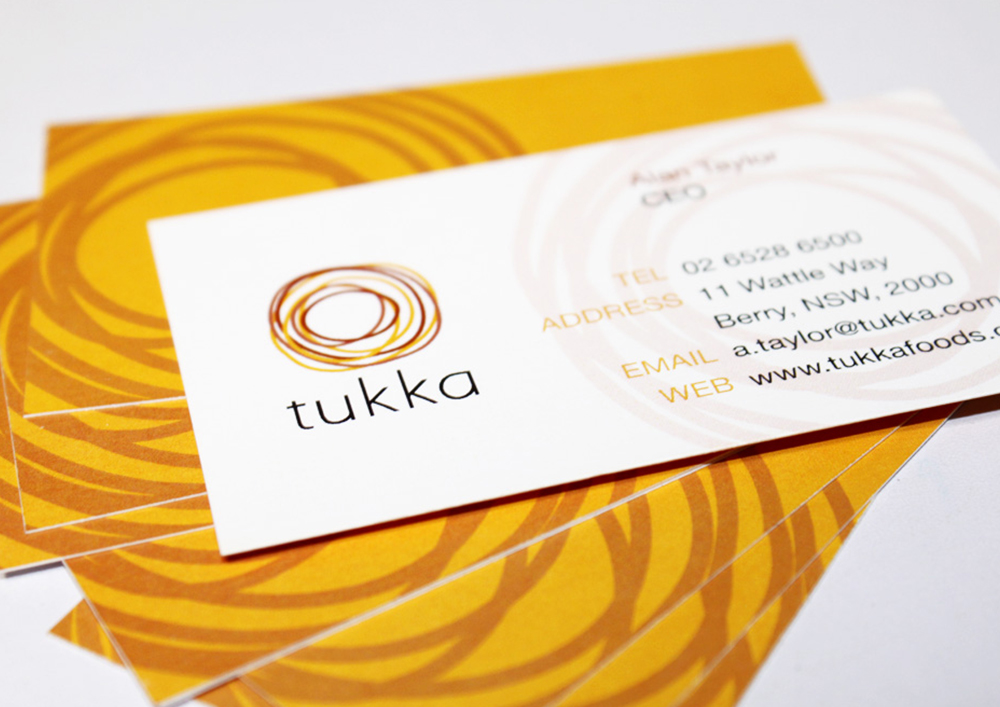 tukka
Alan Taylor
CEO
TEL 02 6528 6500
ADDRESS 11 Wattle Way
Berry, NSW, 2000
EMAIL a.taylor@tukka.com
WEB www.tukkafoods.c